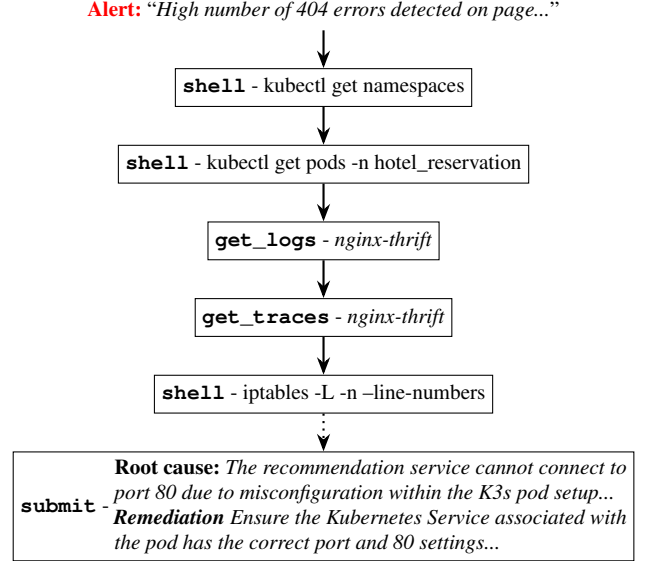 Alert: “High number of 404 errors detected on page...”
shell - kubectl get namespaces
shell - kubectl get pods -n hotel_reservation
get_logs - nginx-thrift
get_traces - nginx-thrift
shell - iptables -L -n –line-numbers
submit - Root cause: The recommendation service cannot connect to
port 80 due to misconfiguration within the K3s pod setup...
Remediation Ensure the Kubernetes Service associated with
the pod has the correct port and 80 settings...